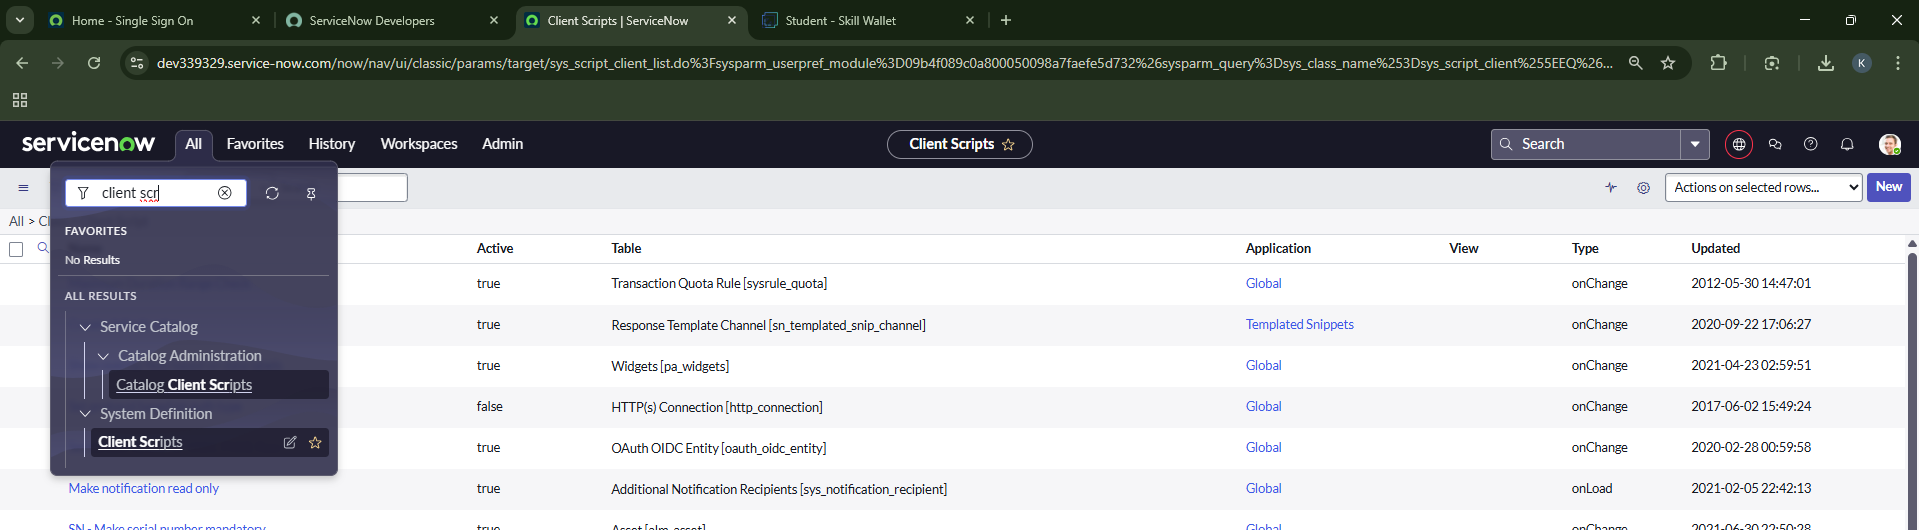 Home - Single Sign On
ServiceNow Developers
Client Scripts | ServiceNow
Student - Skill Wallet
dev339329.service-now.com/now/nav/ui/classic/params/target/sys_script_client_list.do%3Fsysparm_userpref_module%3D09b4f089c0a800050098a7faefe5d732%26sysparm_query%3Dsys_class_name%253Dsys_script_client%255EEQ%26...
K
servicenow All Favorites History Workspaces Admin
Client Scripts
Search
client scr
Actions on selected rows...
New
All >
FAVORITES
No Results
ALL RESULTS
Service Catalog
Catalog Administration
Catalog Client Scripts
System Definition
Client Scripts
Active Table Application View Type Updated
true Transaction Quota Rule [sysrule_quota] Global onChange 2012-05-30 14:47:01
true Response Template Channel [sn_templated_snip_channel] Templated Snippets onChange 2020-09-22 17:06:27
true Widgets [pa_widgets] Global onChange 2021-04-23 02:59:51
false HTTP(s) Connection [http_connection] Global onChange 2017-06-02 15:49:24
true OAuth OIDC Entity [oauth_oidc_entity] Global onChange 2020-02-28 00:59:58
Make notification read only true Additional Notification Recipients [sys_notification_recipient] Global onLoad 2021-02-05 22:42:13
SN - Make serial number mandatory true Asset [alm_asset] Global onChange 2021-06-30 22:50:28